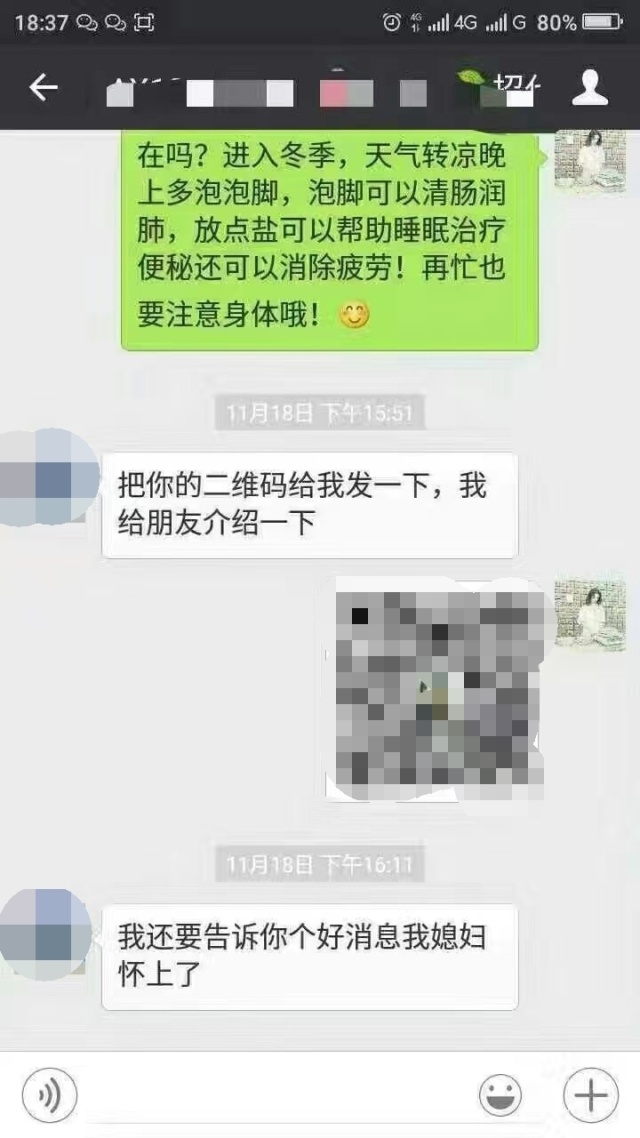 18:37
4G
4G
G
80%
在吗？进入冬季，天气转凉晚
上多泡泡脚，泡脚可以清肠润
肺，放点盐可以帮助睡眠治疗
便秘还可以消除疲劳！再忙也
要注意身体哦！
11月18日 下午15:51
把你的二维码给我发一下，我
给朋友介绍一下
11月18日 下午16:11
我还要告诉你个好消息我媳妇
怀上了